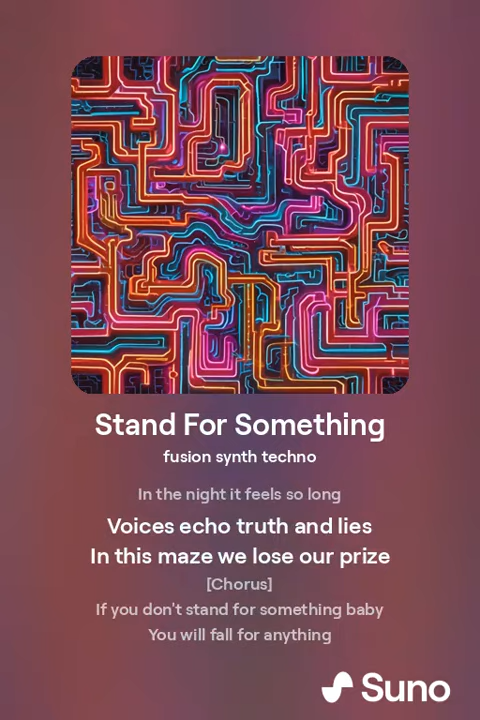 Stand For Something
fusion synth techno
In the night it feels so long
Voices echo truth and lies
In this maze we lose our prize
[Chorus]
If you don't stand for something baby
You will fall for anything
Suno